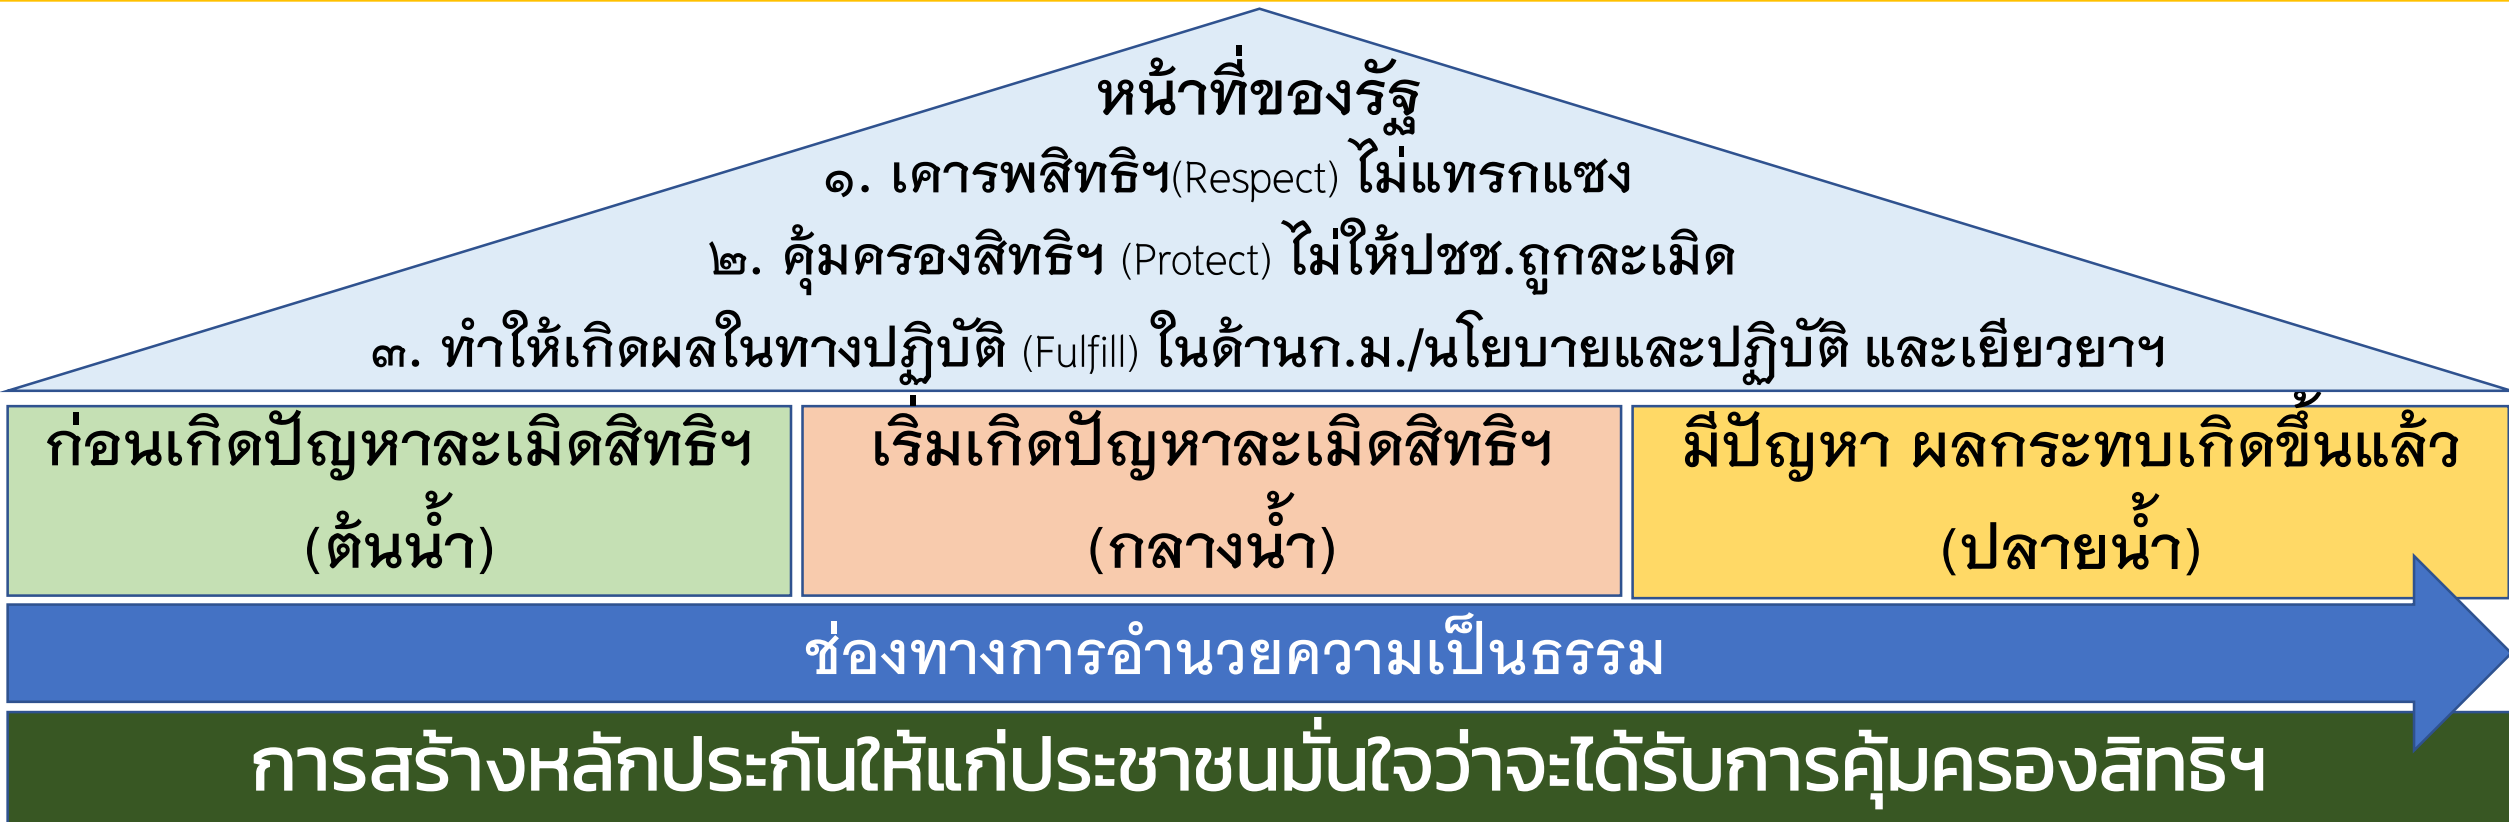 หน้าที่ของรัฐ
๑. เคารพสิทธิฯ(Respect) ไม่แทรกแซง
๒. คุ้มครองสิทธิฯ (Protect) ไม่ให้ปชช.ถูกละเมิด
๓. ทำให้เกิดผลในทางปฏิบัติ (Fulfill) ในด้านก.ม./นโยบายและปฏิบัติ และเยียวยาฯ
ก่อนเกิดปัญหาละเมิดสิทธิฯ
(ต้นน้ำ)
เริ่มเกิดปัญหาละเมิดสิทธิฯ
(กลางน้ำ)
มีปัญหา ผลกระทบเกิดขึ้นแล้ว
(ปลายน้ำ)
ช่องทางการอำนวยความเป็นธรรม
การสร้างหลักประกันให้แก่ประชาชนมั่นใจว่าจะได้รับการคุ้มครองสิทธิฯ